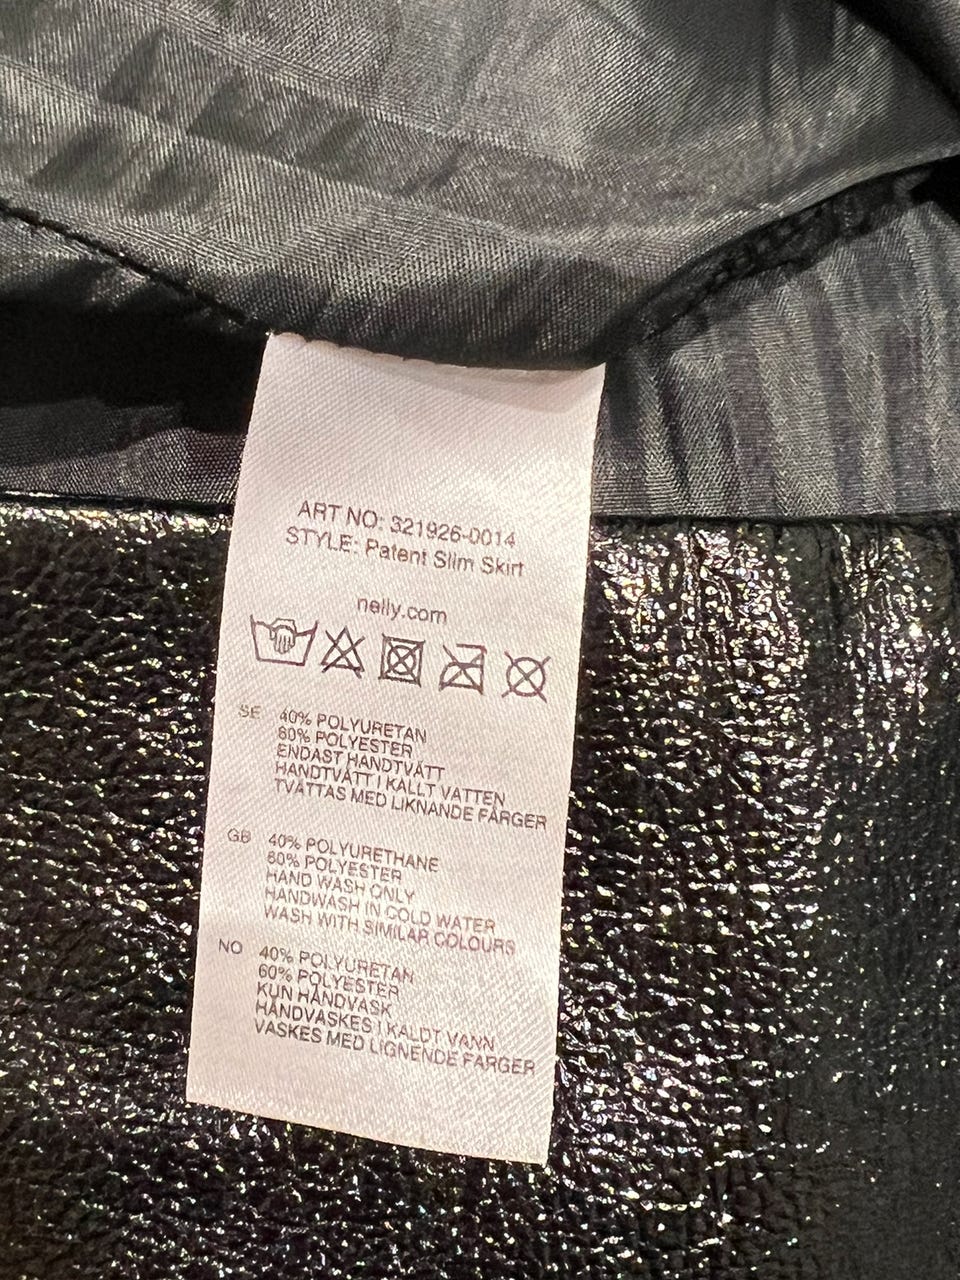 ART NO: 321926-0014
STYLE: Patent Slim Skirt
nelly.com
SE 40% POLYURETAN
60% POLYESTER
ENDAST HANDTVÄTT
HANDTVÄTT I KALLT VATTEN
TVÄTTAS MED LIKNANDE FÄRGER
GB 40% POLYURETHANE
60% POLYESTER
HAND WASH ONLY
HANDWASH IN COLD WATER
WASH WITH SIMILAR COLOURS
NO 40% POLYURETAN
60% POLYESTER
KUN HÅNDVASK
HÅNDVASKES I KALDT VANN
VASKES MED LIGNENDE FARGER